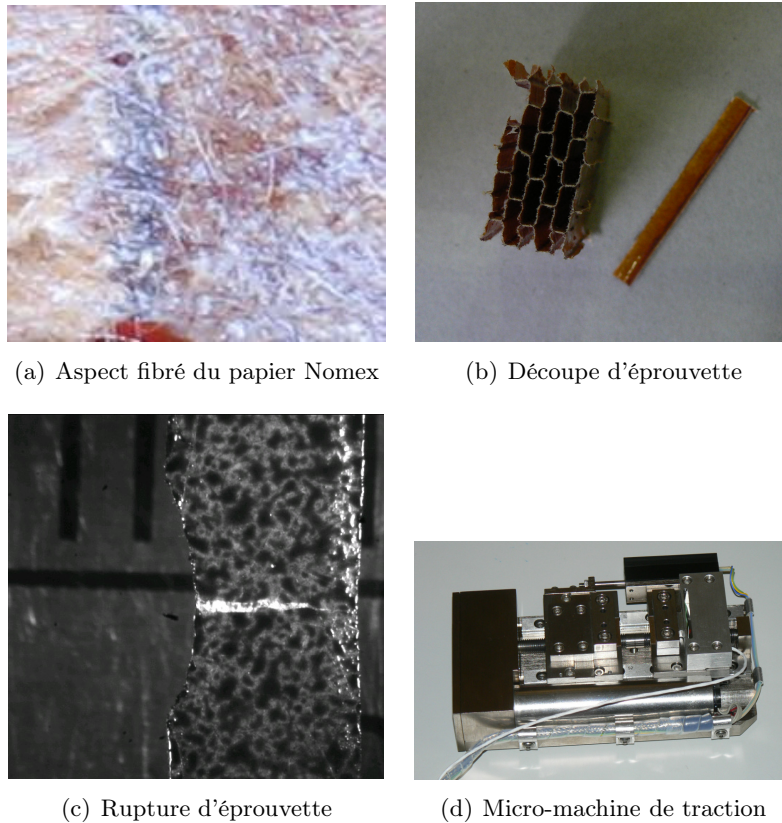 (a) Aspect fibré du papier Nomex
(b) Découpe d'éprouvette
(c) Rupture d'éprouvette
(d) Micro-machine de traction